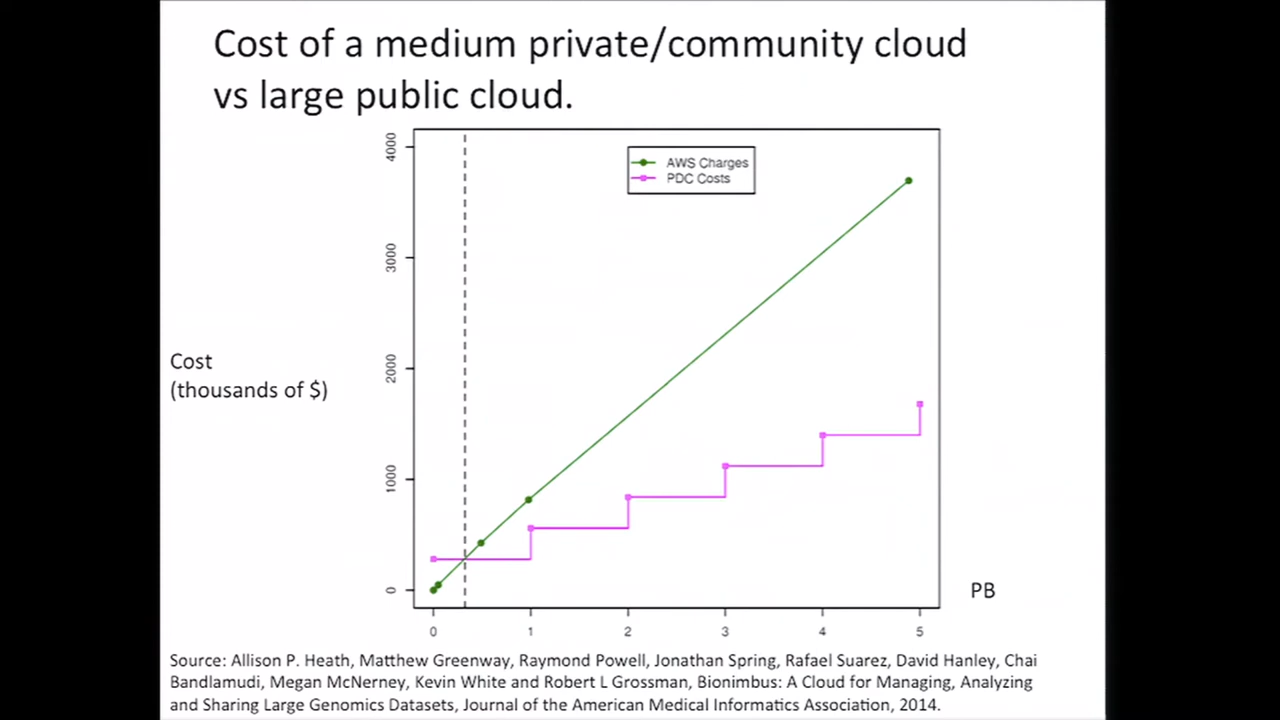 Cost of a medium private/community cloud
vs large public cloud.
4000
3000
2000
1000
0
AWS Charges
PDC Costs
Cost
(thousands of $)
PB
0 1 2 3 4 5
Source: Allison P. Heath, Matthew Greenway, Raymond Powell, Jonathan Spring, Rafael Suarez, David Hanley, Chai
Bandlamudi, Megan McNerney, Kevin White and Robert L Grossman, Bionimbus: A Cloud for Managing, Analyzing
and Sharing Large Genomics Datasets, Journal of the American Medical Informatics Association, 2014.